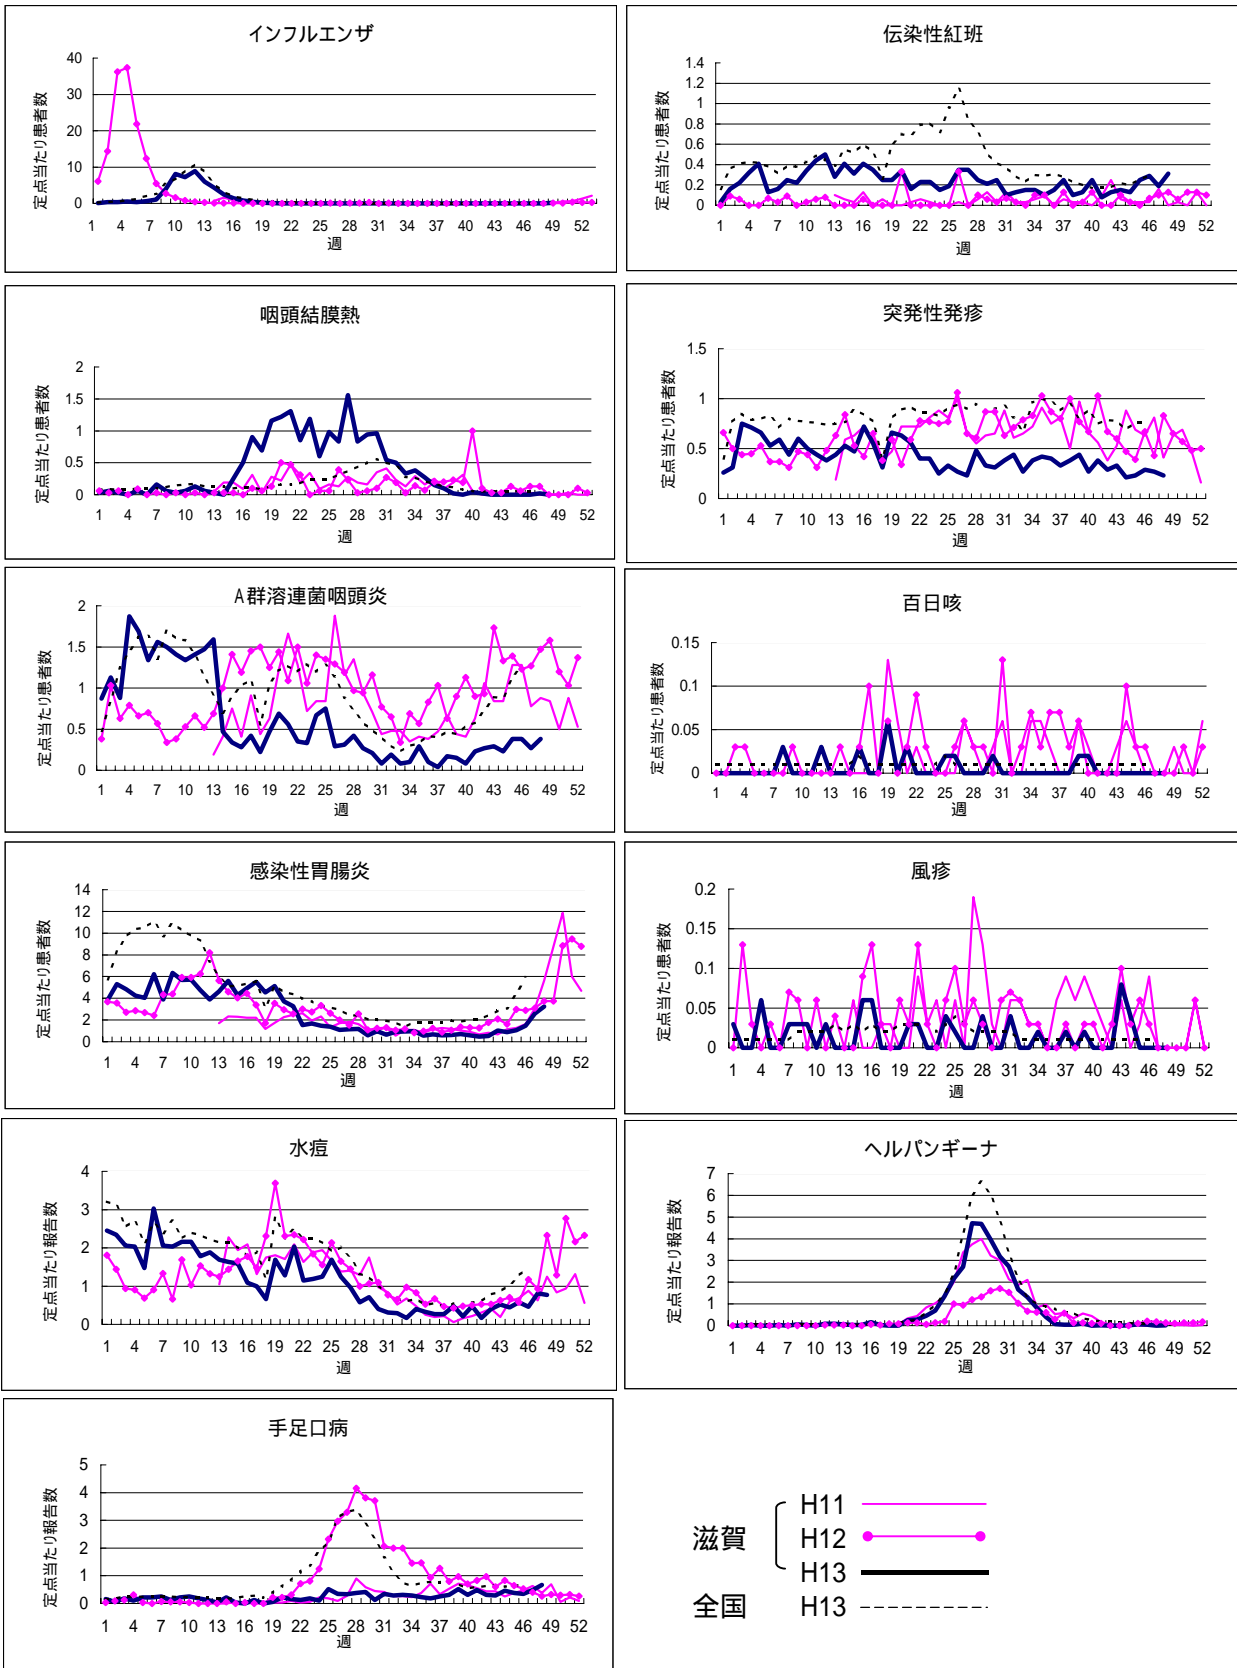 インフルエンザ
定点当たり患者数
40
30
20
10
0
1 4 7 10 13 16 19 22 25 28 31 34 37 40 43 46 49 52
週
伝染性紅班
定点当たり患者数
1.4
1.2
1
0.8
0.6
0.4
0.2
0
1 4 7 10 13 16 19 22 25 28 31 34 37 40 43 46 49 52
週
咽頭結膜熱
定点当たり患者数
2
1.5
1
0.5
0
1 4 7 10 13 16 19 22 25 28 31 34 37 40 43 46 49 52
週
突発性発疹
定点当たり患者数
1.5
1
0.5
0
1 4 7 10 13 16 19 22 25 28 31 34 37 40 43 46 49 52
週
A群溶連菌咽頭炎
定点当たり患者数
2
1.5
1
0.5
0
1 4 7 10 13 16 19 22 25 28 31 34 37 40 43 46 49 52
週
百日咳
定点当たり患者数
0.15
0.1
0.05
0
1 4 7 10 13 16 19 22 25 28 31 34 37 40 43 46 49 52
週
感染性胃腸炎
定点当たり患者数
14
12
10
8
6
4
2
0
1 4 7 10 13 16 19 22 25 28 31 34 37 40 43 46 49 52
週
風疹
定点当たり患者数
0.2
0.15
0.1
0.05
0
1 4 7 10 13 16 19 22 25 28 31 34 37 40 43 46 49 52
週
水痘
定点当たり報告数
4
3
2
1
0
1 4 7 10 13 16 19 22 25 28 31 34 37 40 43 46 49 52
週
ヘルパンギーナ
定点当たり報告数
7
6
5
4
3
2
1
0
1 4 7 10 13 16 19 22 25 28 31 34 37 40 43 46 49 52
週
手足口病
定点当たり報告数
5
4
3
2
1
0
1 4 7 10 13 16 19 22 25 28 31 34 37 40 43 46 49 52
週
滋賀
H11
H12
H13
全国 H13